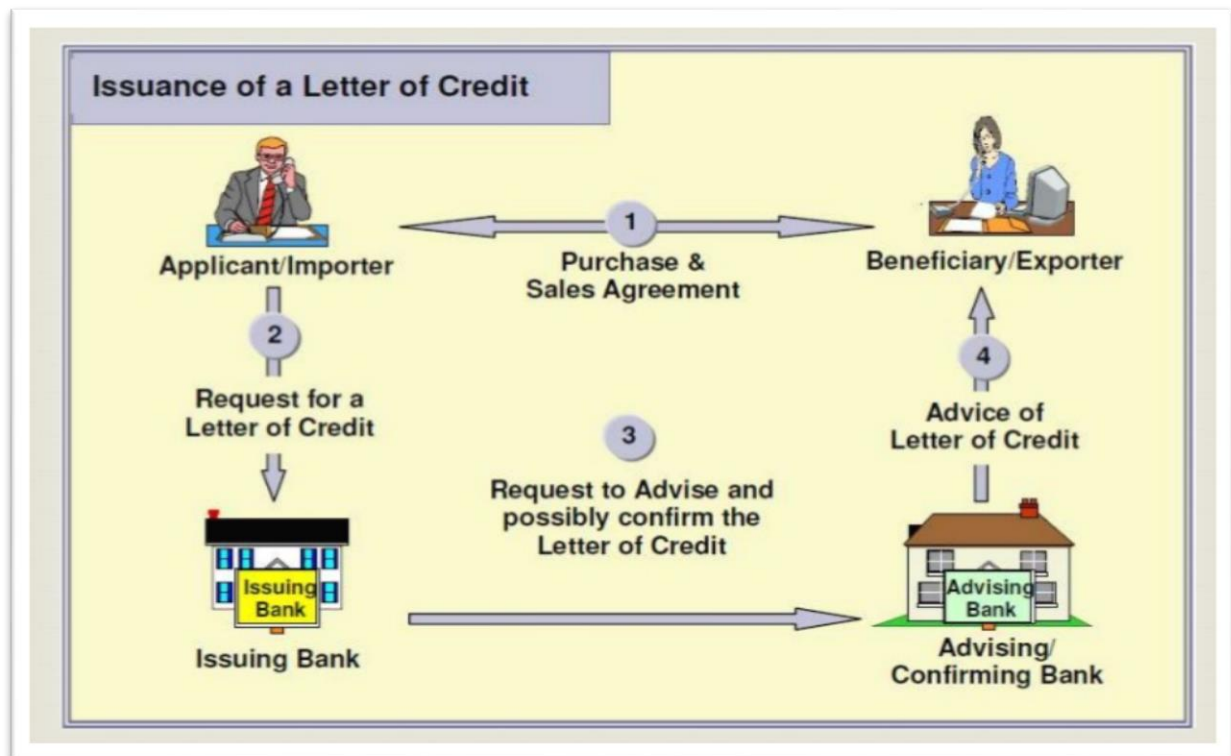 Issuance of a Letter of Credit
1
Applicant/Importer
Purchase &
Sales Agreement
Beneficiary/Exporter
2
Request for a
Letter of Credit
3
Request to Advise and
possibly confirm the
Letter of Credit
4
Advice of
Letter of Credit
Issuing
Bank
Issuing Bank
Advising
Bank
Advising/
Confirming Bank